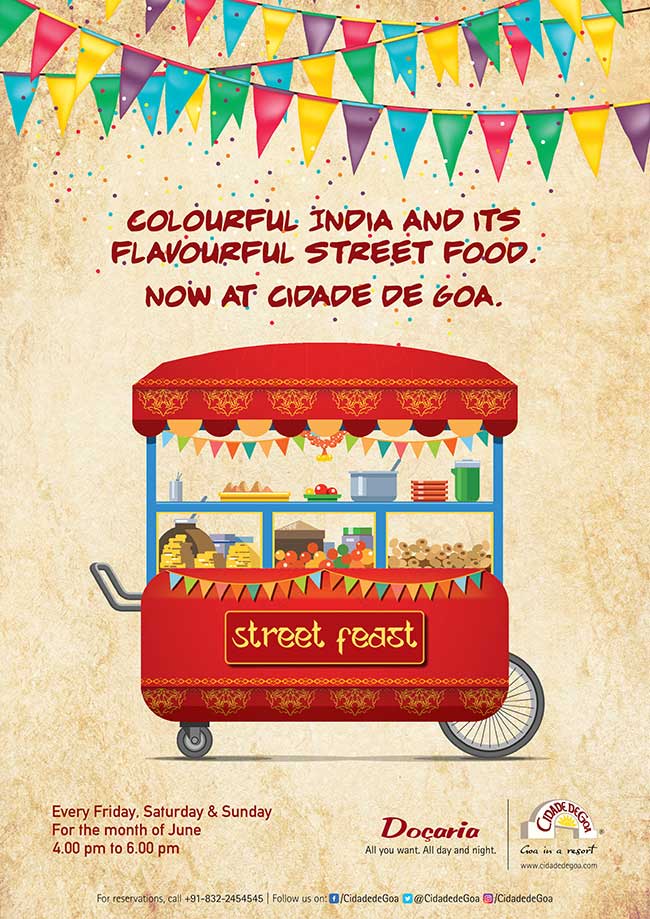 COLOURFUL INDIA AND ITS
FLAVOURFUL STREET FOOD.
NOW AT CIDADE DE GOA.
street feast
Every Friday, Saturday & Sunday
For the month of June
4.00 pm to 6.00 pm
Doçaria
All you want. All day and night.
CIDADE DE GOA
®
Goa in a resort
www.cidadedegoa.com
For reservations, call +91-832-2454545 | Follow us on: f /CidadedeGoa @CidadedeGoa /CidadedeGoa